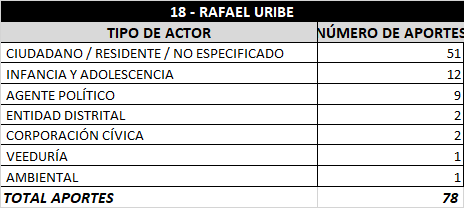 18 - RAFAEL URIBE
TIPO DE ACTOR NÚMERO DE APORTES
CIUDADANO / RESIDENTE / NO ESPECIFICADO 51
INFANCIA Y ADOLESCENCIA 12
AGENTE POLÍTICO 9
ENTIDAD DISTRITAL 2
CORPORACIÓN CÍVICA 2
VEEDURÍA 1
AMBIENTAL 1
TOTAL APORTES 78